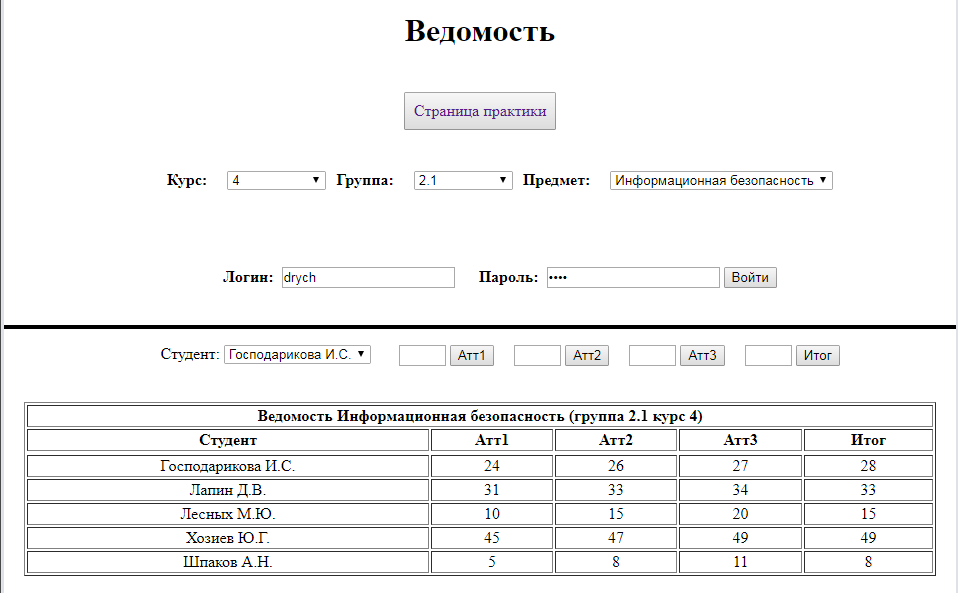 Ведомость
Страница практики
Курс: 4 Группа: 2.1 Предмет: Информационная безопасность
Логин: drych Пароль: •••• Войти
Студент: Господарикова И.С. Атт1 Атт2 Атт3 Итог
Ведомость Информационная безопасность (группа 2.1 курс 4)
Студент Атт1 Атт2 Атт3 Итог
Господарикова И.С. 24 26 27 28
Лапин Д.В. 31 33 34 33
Лесных М.Ю. 10 15 20 15
Хозиев Ю.Г. 45 47 49 49
Шпаков А.Н. 5 8 11 8